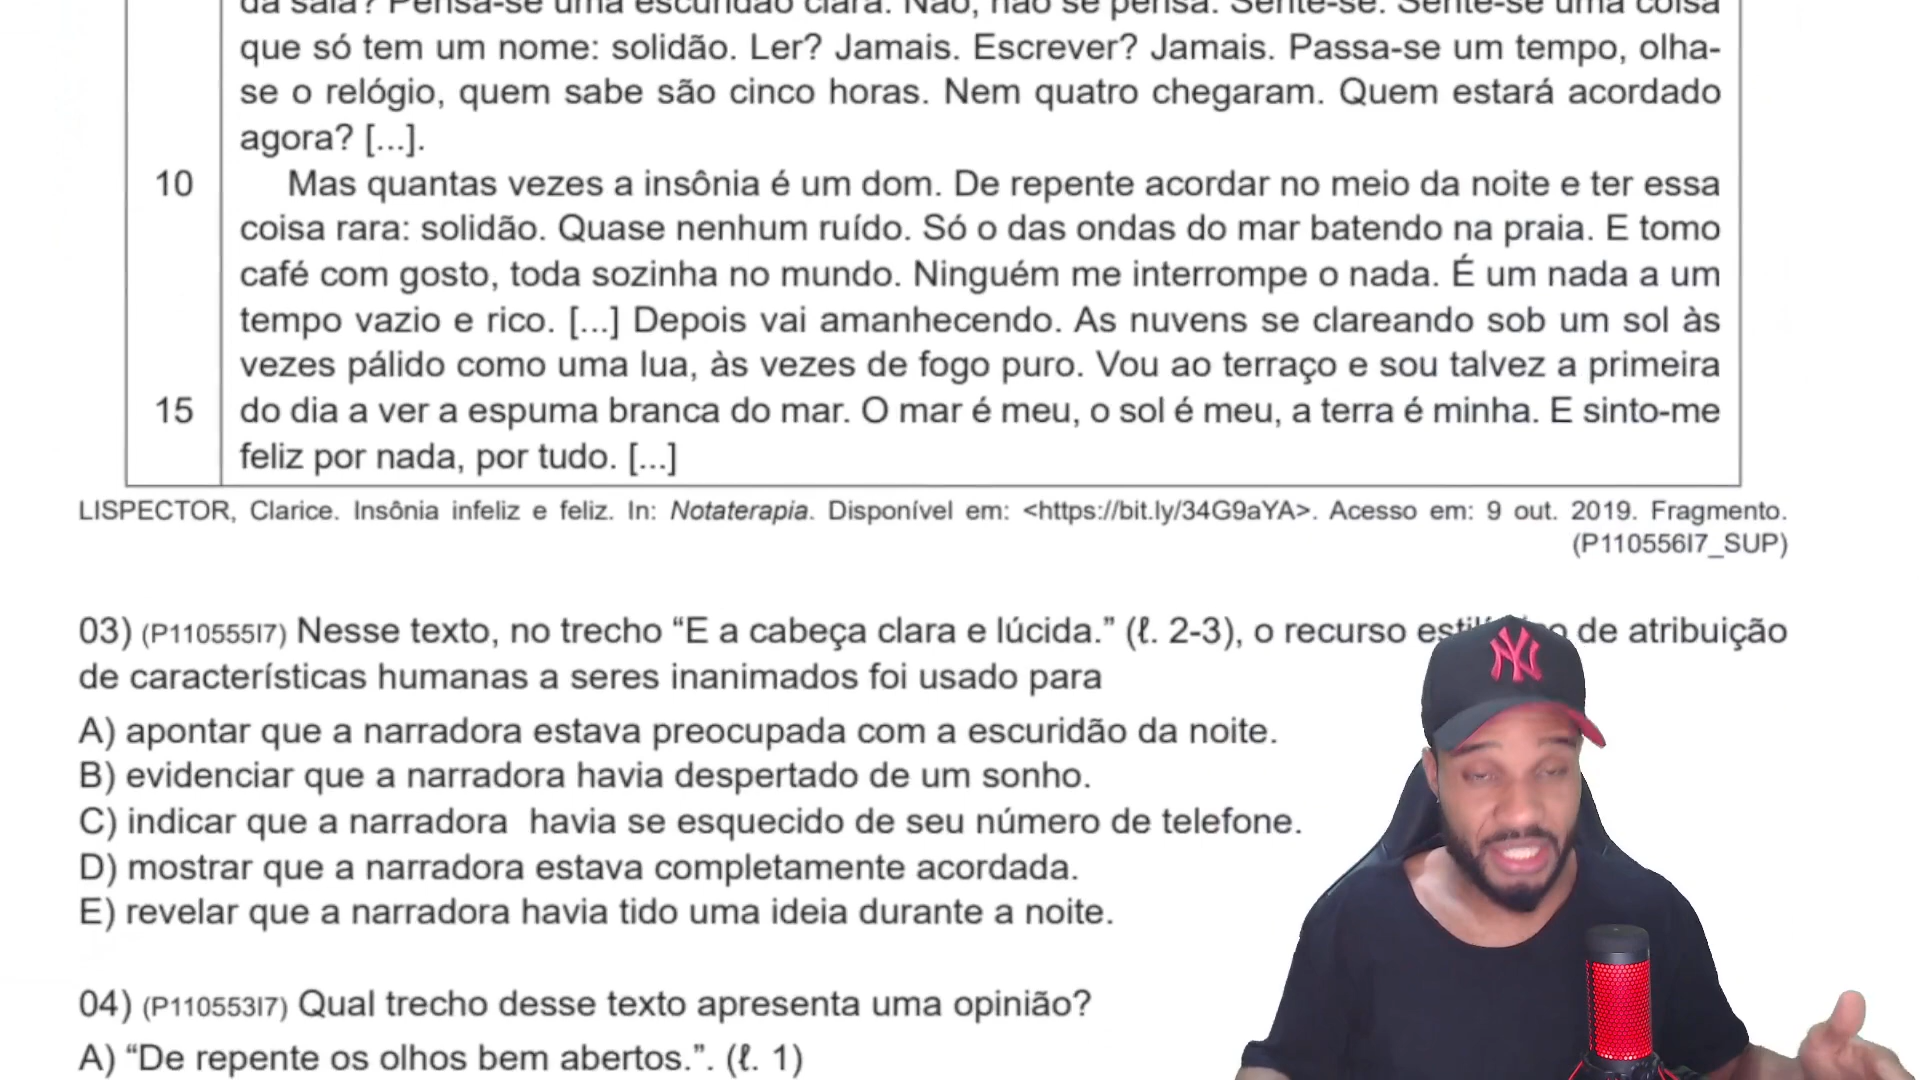 da sala? Pensa-se uma escuridão clara. Não, não se pensa. Sente-se. Sente-se uma coisa
que só tem um nome: solidão. Ler? Jamais. Escrever? Jamais. Passa-se um tempo, olha-
se o relógio, quem sabe são cinco horas. Nem quatro chegaram. Quem estará acordado
agora? [...].
10 Mas quantas vezes a insônia é um dom. De repente acordar no meio da noite e ter essa
coisa rara: solidão. Quase nenhum ruído. Só o das ondas do mar batendo na praia. E tomo
café com gosto, toda sozinha no mundo. Ninguém me interrompe o nada. É um nada a um
tempo vazio e rico. [...] Depois vai amanhecendo. As nuvens se clareando sob um sol às
vezes pálido como uma lua, às vezes de fogo puro. Vou ao terraço e sou talvez a primeira
15 do dia a ver a espuma branca do mar. O mar é meu, o sol é meu, a terra é minha. E sinto-me
feliz por nada, por tudo. [...]
LISPECTOR, Clarice. Insônia infeliz e feliz. In: Notaterapia. Disponível em: <https://bit.ly/34G9aYA>. Acesso em: 9 out. 2019. Fragmento.
(P110556I7_SUP)
03) (P110555I7) Nesse texto, no trecho “E a cabeça clara e lúcida.” (ℓ. 2-3), o recurso de atribuição
de características humanas a seres inanimados foi usado para
A) apontar que a narradora estava preocupada com a escuridão da noite.
B) evidenciar que a narradora havia despertado de um sonho.
C) indicar que a narradora havia se esquecido de seu número de telefone.
D) mostrar que a narradora estava completamente acordada.
E) revelar que a narradora havia tido uma ideia durante a noite.
NY
04) (P110553I7) Qual trecho desse texto apresenta uma opinião?
A) “De repente os olhos bem abertos.”. (ℓ. 1)